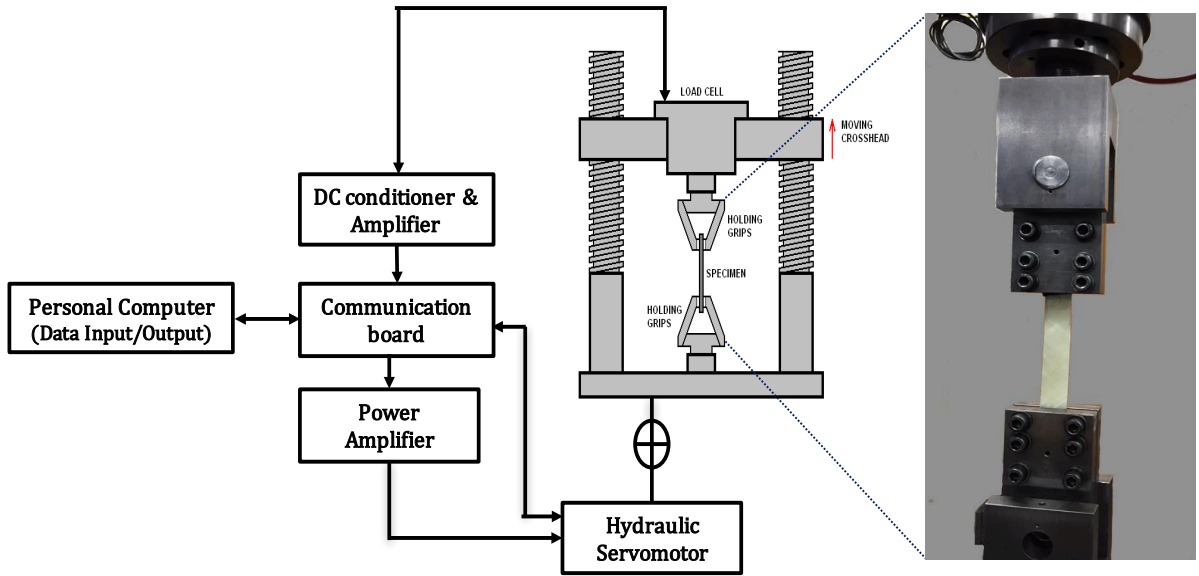 LOAD CELL
MOVING
CROSSHEAD
DC conditioner &
Amplifier
HOLDING
GRIPS
SPECIMEN
Personal Computer
(Data Input/Output)
Communication
board
HOLDING
GRIPS
Power
Amplifier
Hydraulic
Servomotor